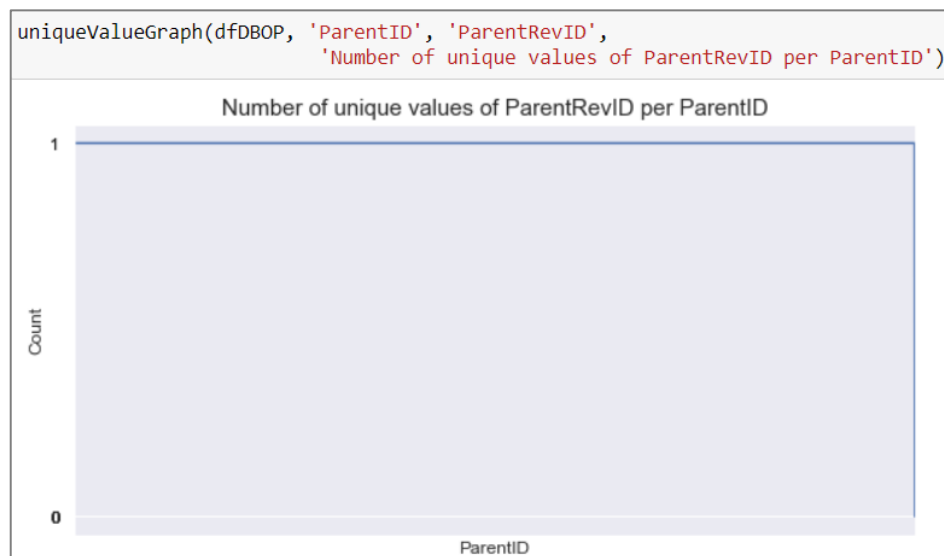 uniqueValueGraph(dfDBOP, 'ParentID', 'ParentRevID',
'Number of unique values of ParentRevID per ParentID')
Number of unique values of ParentRevID per ParentID
1
Count
0
ParentID